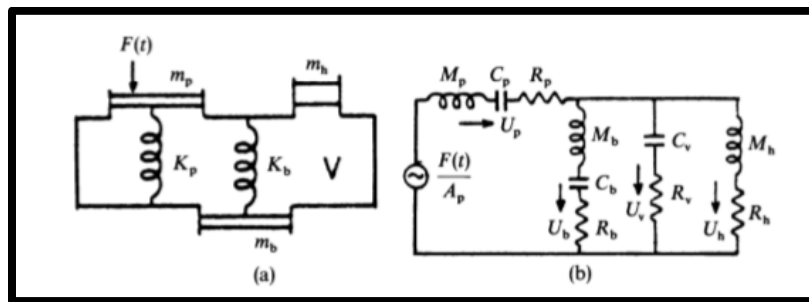 F(t)
m_p
m_h
K_p
K_b
V
m_b
(a)
M_p C_p R_p
U_p
F(t)
A_p
M_b
C_b
U_b
R_b
C_v
U_v
R_v
M_h
U_h
R_h
(b)